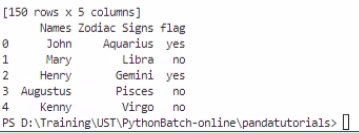 [150 rows x 5 columns]
Names Zodiac Signs flag
0 John Aquarius yes
1 Mary Libra no
2 Henry Gemini yes
3 Augustus Pisces no
4 Kenny Virgo no
PS D:\Training\UST\PythonBatch-online\pandatutorials>